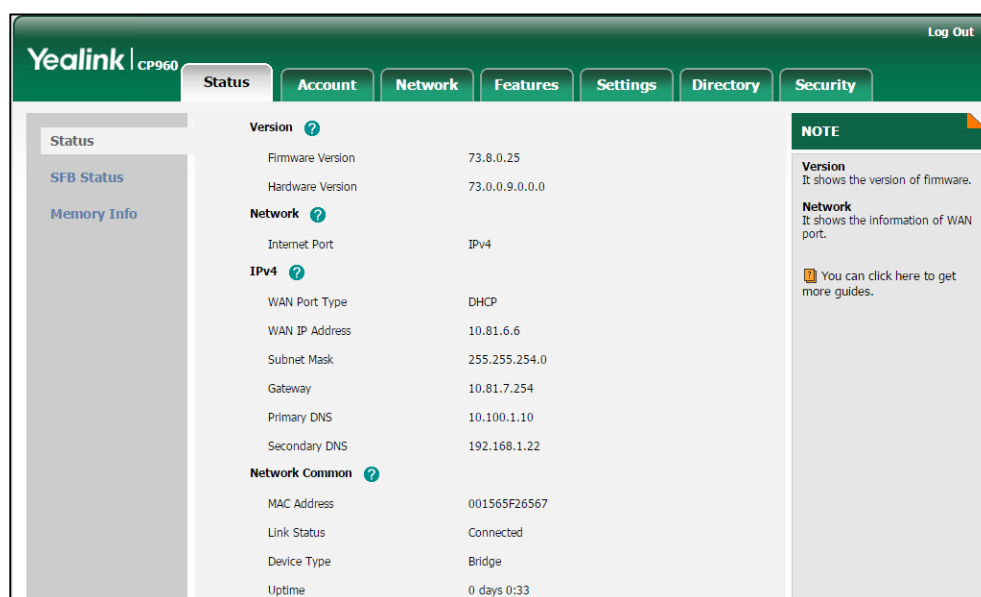 Log Out
Yealink CP960
Status Account Network Features Settings Directory Security
Status
SFB Status
Memory Info
Version ?
Firmware Version 73.8.0.25
Hardware Version 73.0.0.9.0.0.0
Network ?
Internet Port IPv4
IPv4 ?
WAN Port Type DHCP
WAN IP Address 10.81.6.6
Subnet Mask 255.255.254.0
Gateway 10.81.7.254
Primary DNS 10.100.1.10
Secondary DNS 192.168.1.22
Network Common ?
MAC Address 001565F26567
Link Status Connected
Device Type Bridge
Uptime 0 days 0:33
NOTE
Version
It shows the version of firmware.
Network
It shows the information of WAN
port.
? You can click here to get
more guides.